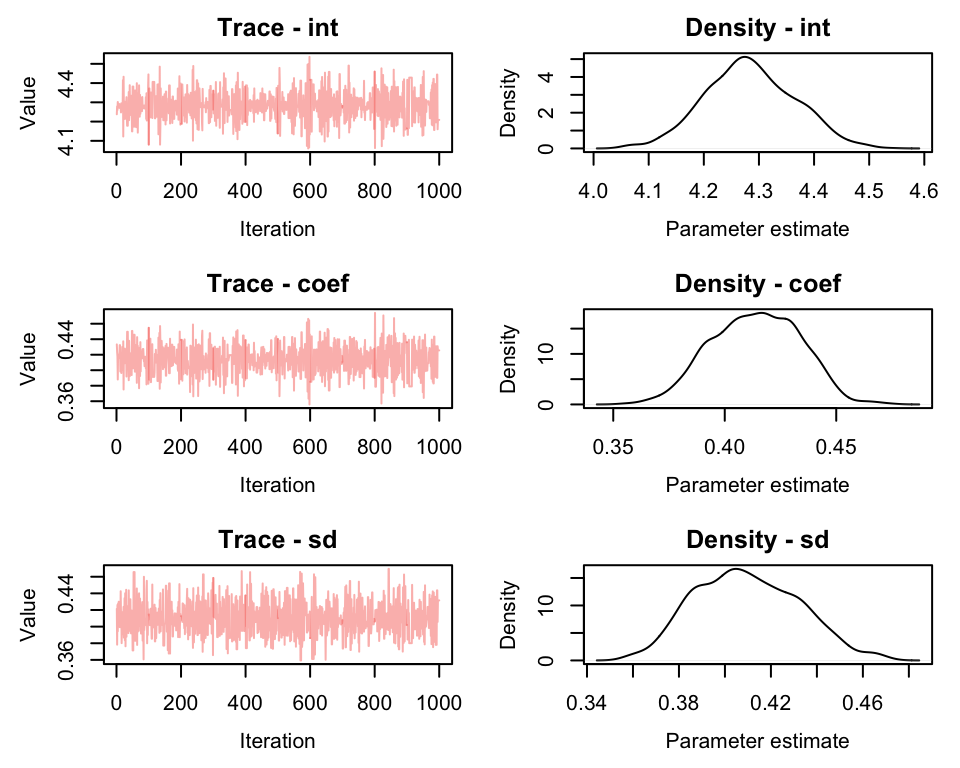 Trace - int
Value
4.1 4.4
0 200 400 600 800 1000
Iteration
Density - int
Density
0 2 4
4.0 4.1 4.2 4.3 4.4 4.5 4.6
Parameter estimate
Trace - coef
Value
0.36 0.44
0 200 400 600 800 1000
Iteration
Density - coef
Density
0 10
0.35 0.40 0.45
Parameter estimate
Trace - sd
Value
0.36 0.44
0 200 400 600 800 1000
Iteration
Density - sd
Density
0 10
0.34 0.38 0.42 0.46
Parameter estimate